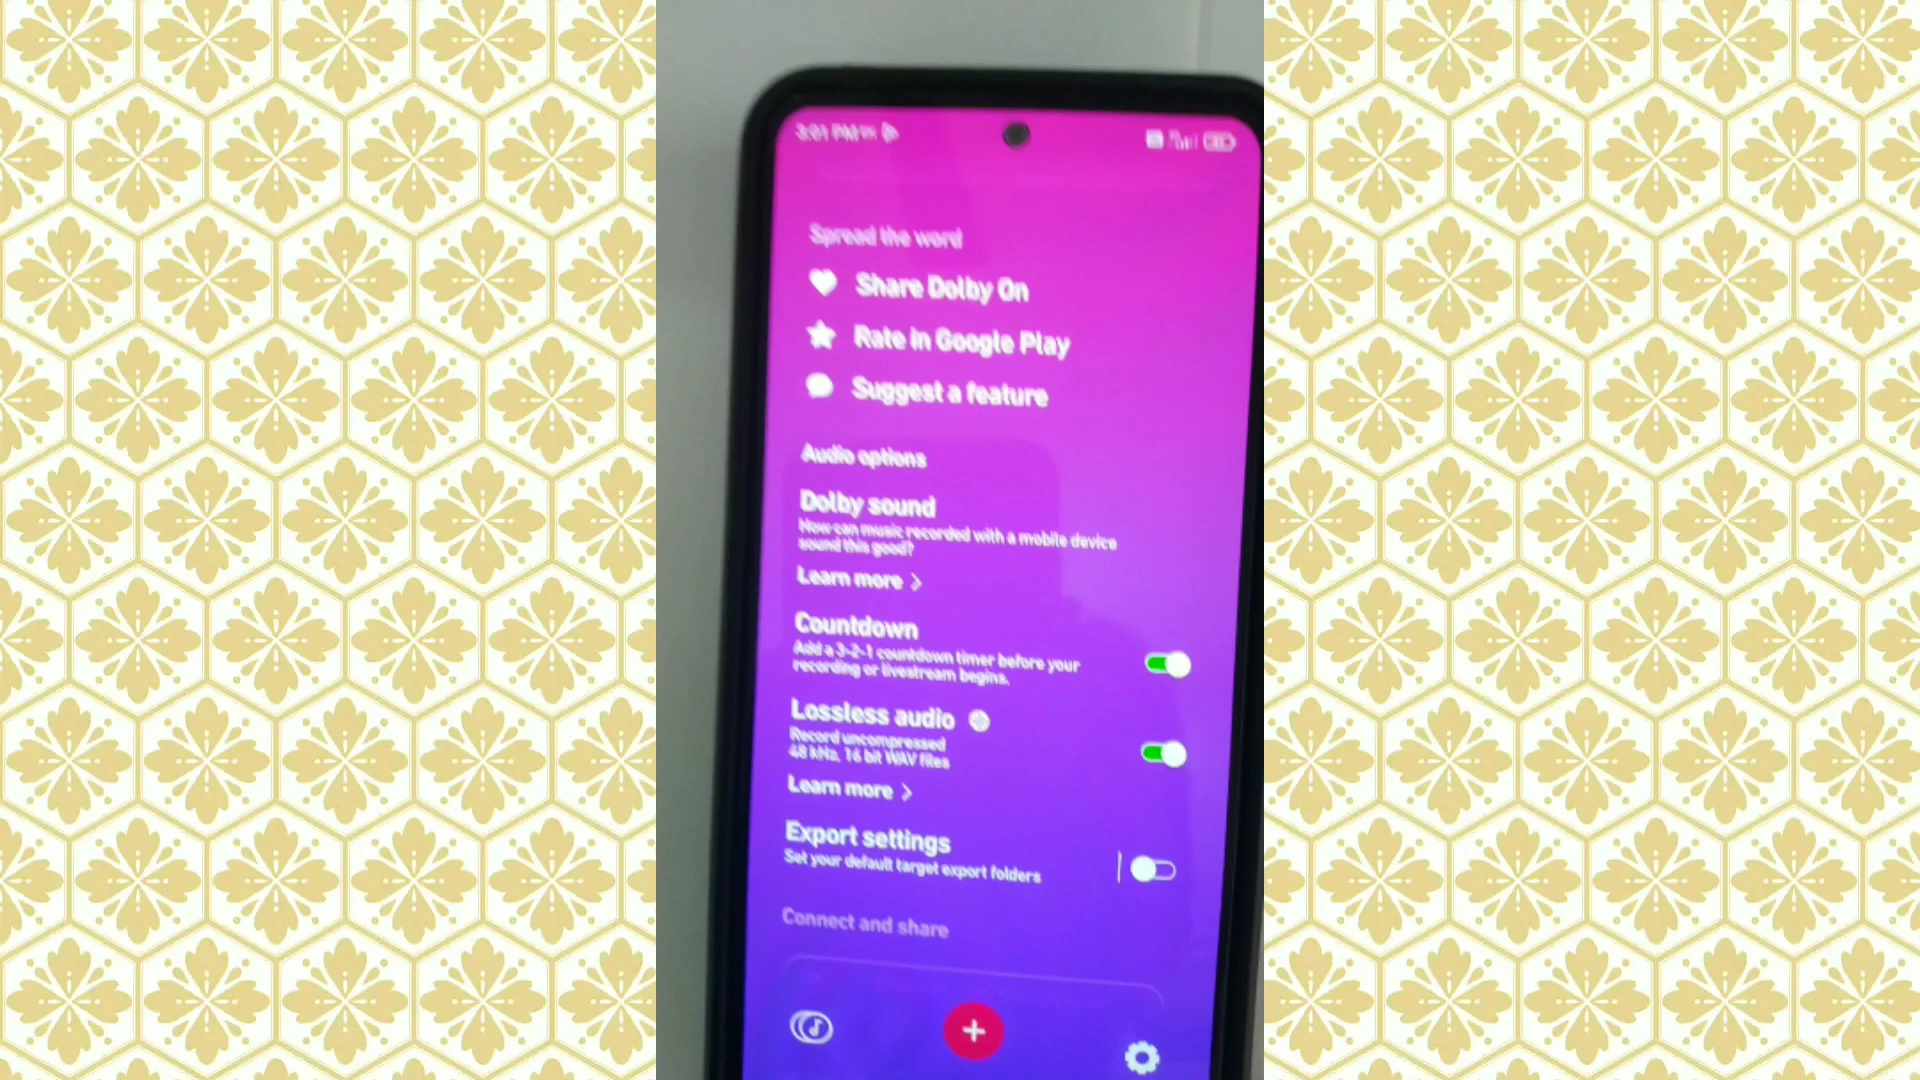 3:01 PM
Spread the word
Share Dolby On
Rate in Google Play
Suggest a feature
Audio options
Dolby sound
How can music recorded with a mobile device
sound this good?
Learn more >
Countdown
Add a 3-2-1 countdown timer before your
recording or livestream begins.
Lossless audio
Record uncompressed
48 kHz, 16 bit WAV files
Learn more >
Export settings
Set your default target export folders
Connect and share